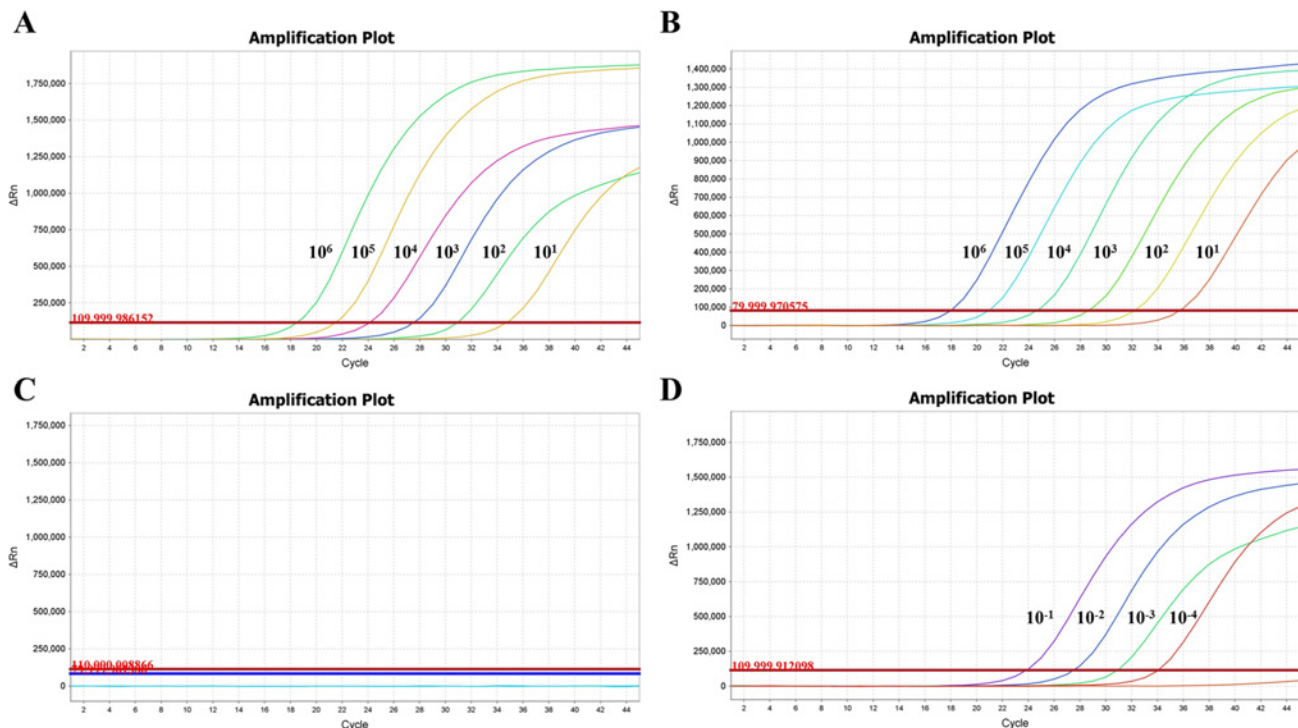 A
Amplification Plot
1,750,000
1,500,000
1,250,000
1,000,000
750,000
500,000
250,000
ΔRn
10⁶ 10⁵ 10⁴ 10³ 10² 10¹
109,999.986152
2 4 6 8 10 12 14 16 18 20 22 24 26 28 30 32 34 36 38 40 42 44
Cycle
B
Amplification Plot
1,400,000
1,300,000
1,200,000
1,100,000
1,000,000
900,000
800,000
700,000
600,000
500,000
400,000
300,000
200,000
100,000
0
ΔRn
10⁶ 10⁵ 10⁴ 10³ 10² 10¹
79,999.970575
2 4 6 8 10 12 14 16 18 20 22 24 26 28 30 32 34 36 38 40 42 44
Cycle
C
Amplification Plot
1,750,000
1,500,000
1,250,000
1,000,000
750,000
500,000
250,000
0
ΔRn
110,000.008866
2 4 6 8 10 12 14 16 18 20 22 24 26 28 30 32 34 36 38 40 42 44
Cycle
D
Amplification Plot
1,750,000
1,500,000
1,250,000
1,000,000
750,000
500,000
250,000
0
ΔRn
10⁻¹ 10⁻² 10⁻³ 10⁻⁴
109,999.912098
2 4 6 8 10 12 14 16 18 20 22 24 26 28 30 32 34 36 38 40 42 44
Cycle